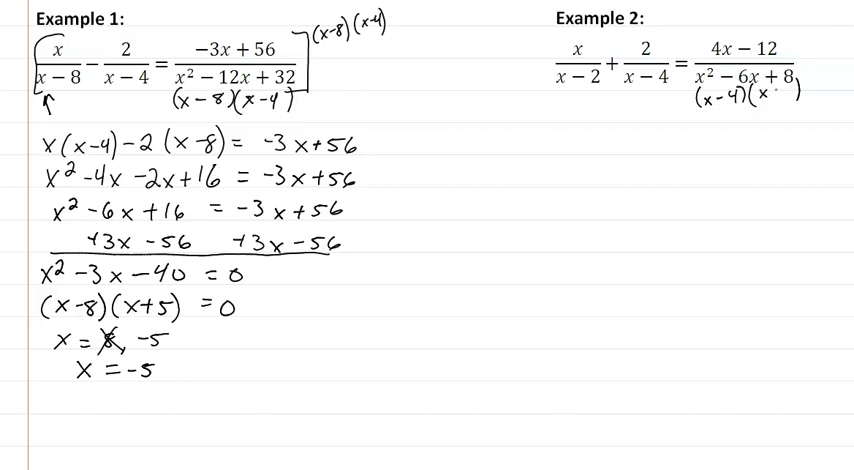 Example 1:
x/(x − 8) − 2/(x − 4) = (−3x + 56)/(x² − 12x + 32) (x-8)(x-4)
(x - 8)(x - 4)
x(x-4) - 2(x-8) = -3x+56
x² -4x -2x+16 = -3x+56
x² -6x+16 = -3x+56
+3x -56 +3x -56
x² -3x -40 = 0
(x-8)(x+5) = 0
x = 8, -5
x = -5
Example 2:
x/(x − 2) + 2/(x − 4) = (4x − 12)/(x² − 6x + 8)
(x - 4)(x )